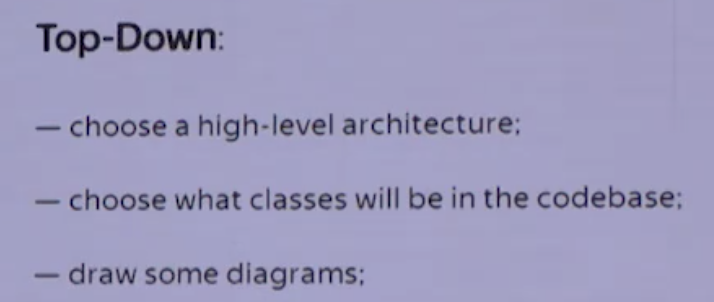 Top-Down:
— choose a high-level architecture;
— choose what classes will be in the codebase;
— draw some diagrams;